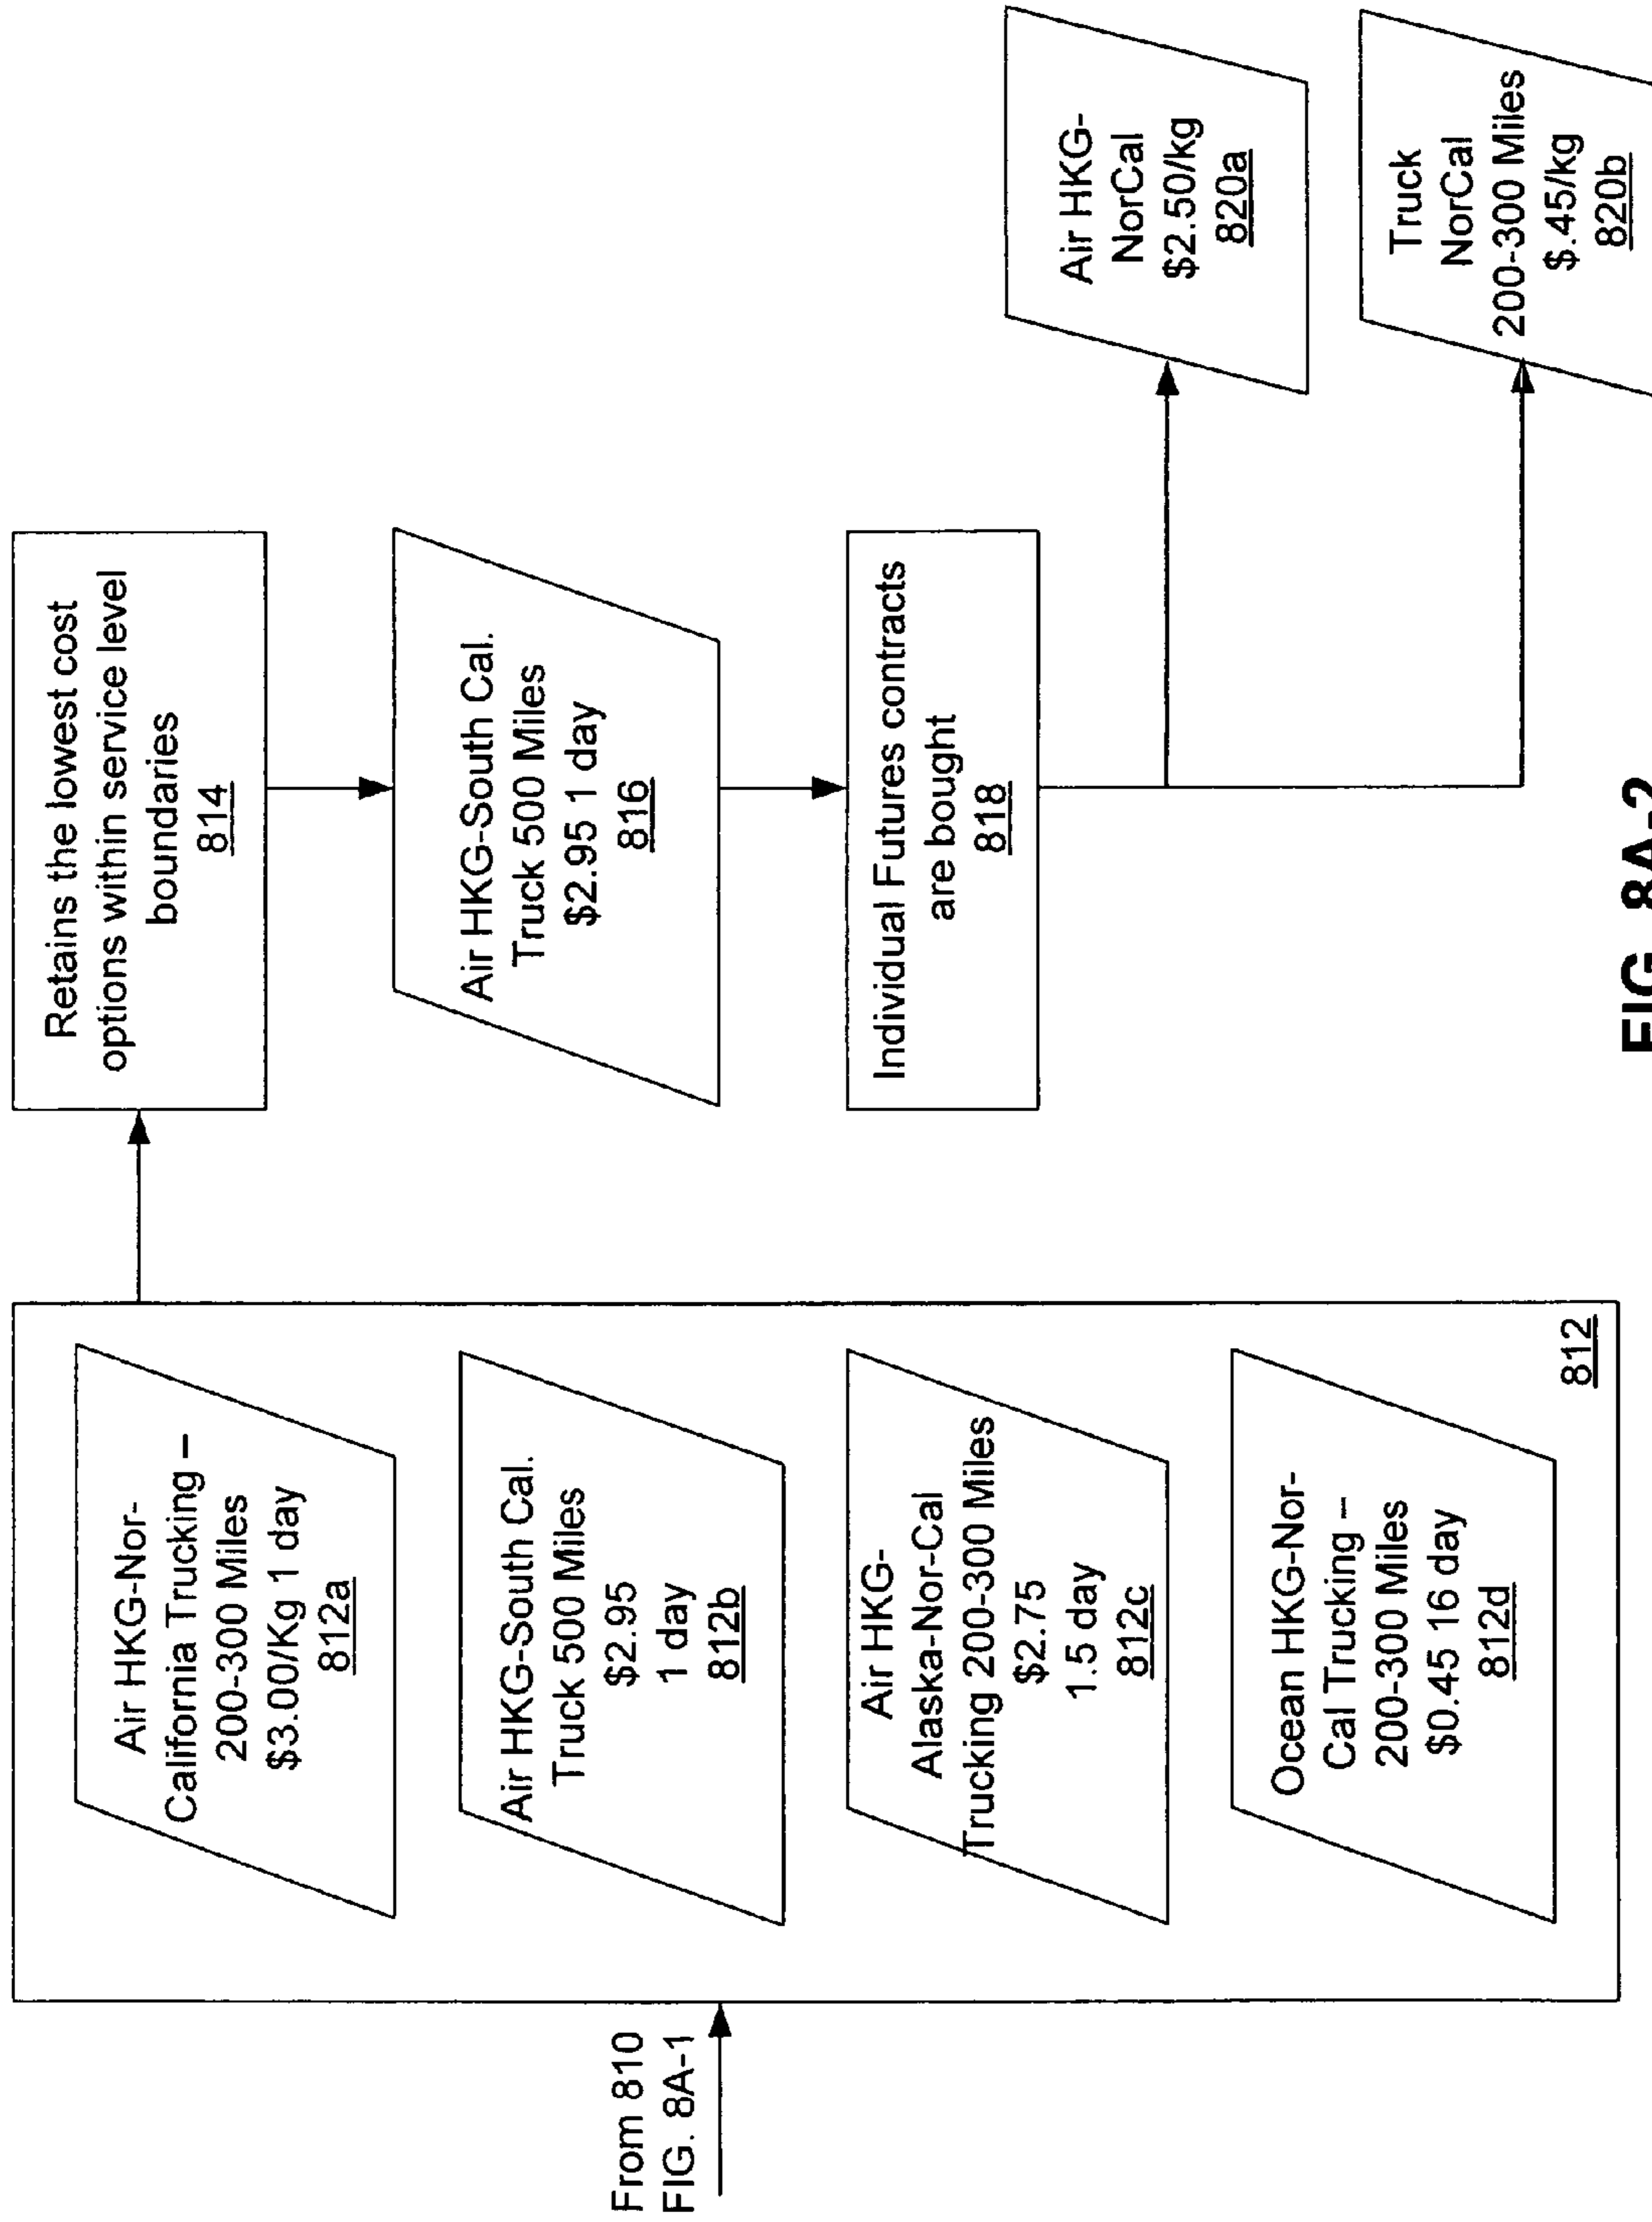 From 810
FIG. 8A-1
Air HKG-Nor-
California Trucking –
200-300 Miles
$3.00/Kg 1 day
812a
Air HKG-South Cal.
Truck 500 Miles
$2.95
1 day
812b
Air HKG-
Alaska-Nor-Cal
Trucking 200-300 Miles
$2.75
1.5 day
812c
Ocean HKG-Nor-
Cal Trucking –
200-300 Miles
$0.45 16 day
812d
812
Retains the lowest cost
options within service level
boundaries
814
Air HKG-South Cal.
Truck 500 Miles
$2.95 1 day
816
Individual Futures contracts
are bought
818
Air HKG-
NorCal
$2.50/kg
820a
Truck
NorCal
200-300 Miles
$.45/kg
820b
FIG. 8A-2